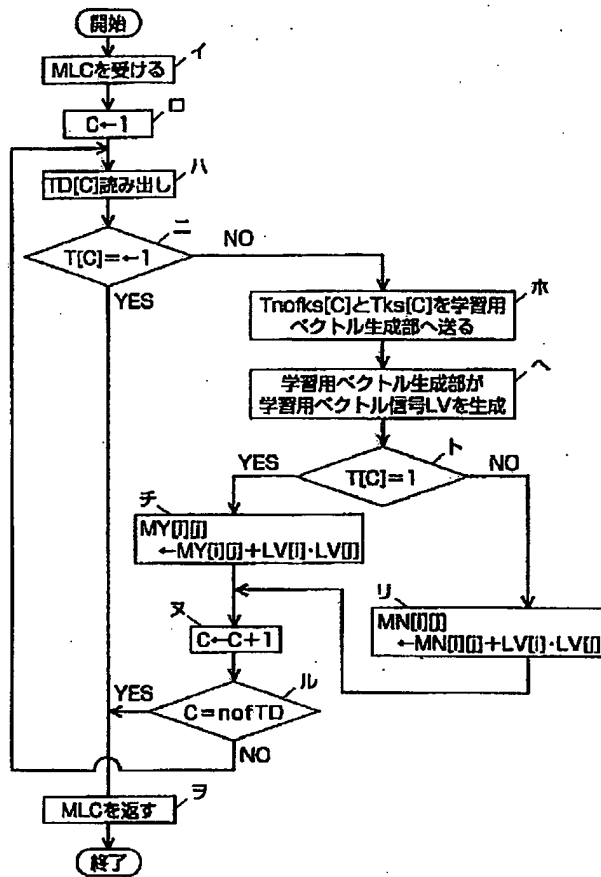 開始
イ
MLCを受ける
ロ
C←1
ハ
TD[C]読み出し
ニ
T[C]=←1
NO
YES
ホ
Tnofks[C]とTks[C]を学習用
ベクトル生成部へ送る
ヘ
学習用ベクトル生成部が
学習用ベクトル信号LVを生成
ト
T[C]=1
YES
NO
チ
MY[i][j]
←MY[i][j]+LV[i]·LV[j]
リ
MN[i][j]
←MN[i][j]+LV[i]·LV[j]
ヌ
C←C+1
ル
C=nofTD
YES
NO
ヲ
MLCを返す
終了